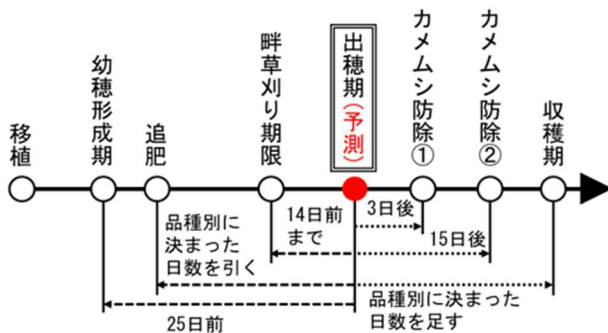 移植
幼穂形成期
追肥
畔草刈り期限
出穂期(予測)
カメムシ防除①
カメムシ防除②
収穫期
14日前
まで
3日後
15日後
品種別に
決まった
日数を引く
品種別に決まった
日数を足す
25日前